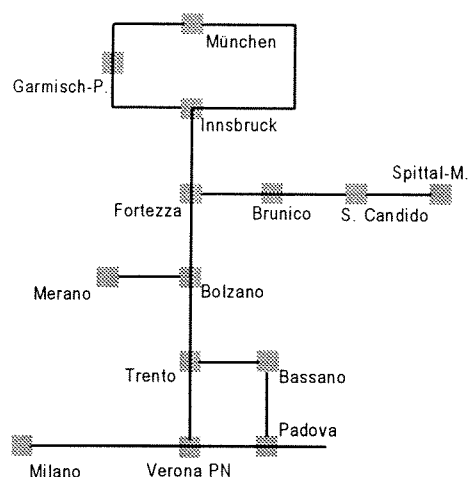 München
Garmisch-P.
Innsbruck
Spittal-M.
Fortezza
Brunico
S. Candido
Merano
Bolzano
Trento
Bassano
Padova
Milano
Verona PN